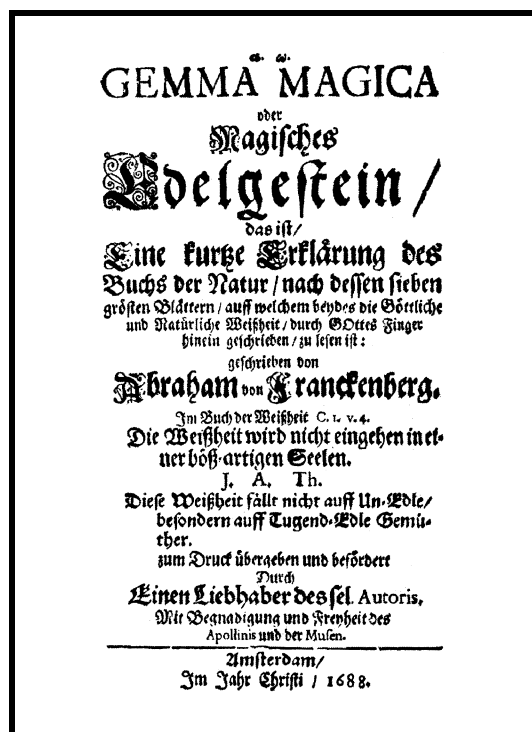 α. ω.
GEMMA MAGICA
oder
Magisches
Edelgestein /
das ist /
Eine kurtze Erklärung des
Buchs der Natur / nach dessen sieben
grösten Blättern / auff welchem beydes die Göttliche
und Natürliche Weißheit / durch GOttes Finger
hinein geschrieben / zu lesen ist :
geschrieben von
Abraham von Franckenberg.
Im Buch der Weißheit C. 1. v. 4.
Die Weißheit wird nicht eingehen in ei-
ner böß-artigen Seelen.
J. A. Th.
Diese Weißheit fällt nicht auff Un-Edle /
besondern auff Tugend-Edle Gemü-
ther.
zum Druck übergeben und befördert
Durch
Einen Liebhaber des sel. Autoris.
Mit Begnadigung und Freyheit des
Apollinis und der Musen.
Amsterdam /
Im Jahr Christi / 1688.